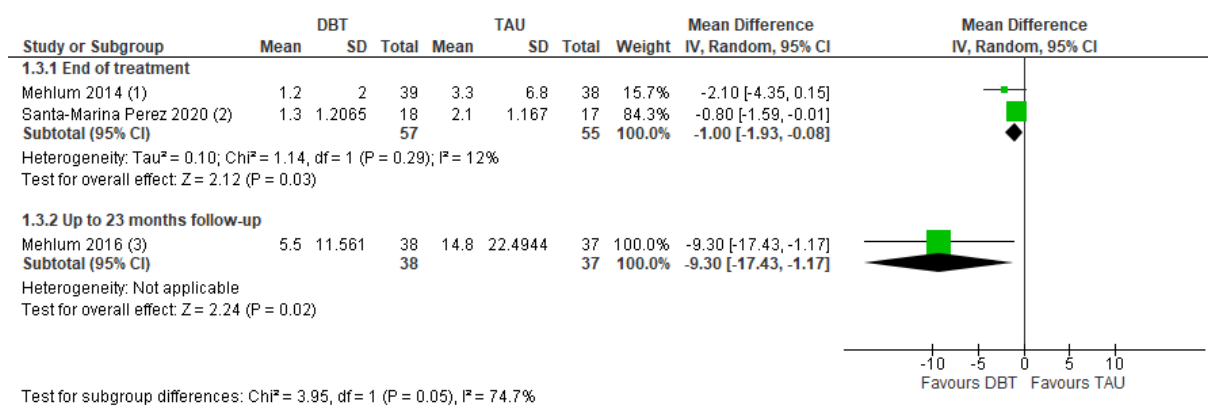 DBT TAU Mean Difference Mean Difference
Study or Subgroup Mean SD Total Mean SD Total Weight IV, Random, 95% CI IV, Random, 95% CI
1.3.1 End of treatment
Mehlum 2014 (1) 1.2 2 39 3.3 6.8 38 15.7% -2.10 [-4.35, 0.15]
Santa-Marina Perez 2020 (2) 1.3 1.2065 18 2.1 1.167 17 84.3% -0.80 [-1.59, -0.01]
Subtotal (95% CI) 57 55 100.0% -1.00 [-1.93, -0.08]
Heterogeneity: Tau² = 0.10; Chi² = 1.14, df = 1 (P = 0.29); I² = 12%
Test for overall effect: Z = 2.12 (P = 0.03)
1.3.2 Up to 23 months follow-up
Mehlum 2016 (3) 5.5 11.561 38 14.8 22.4944 37 100.0% -9.30 [-17.43, -1.17]
Subtotal (95% CI) 38 37 100.0% -9.30 [-17.43, -1.17]
Heterogeneity: Not applicable
Test for overall effect: Z = 2.24 (P = 0.02)
-10 -5 0 5 10
Favours DBT Favours TAU
Test for subgroup differences: Chi² = 3.95, df = 1 (P = 0.05), I² = 74.7%